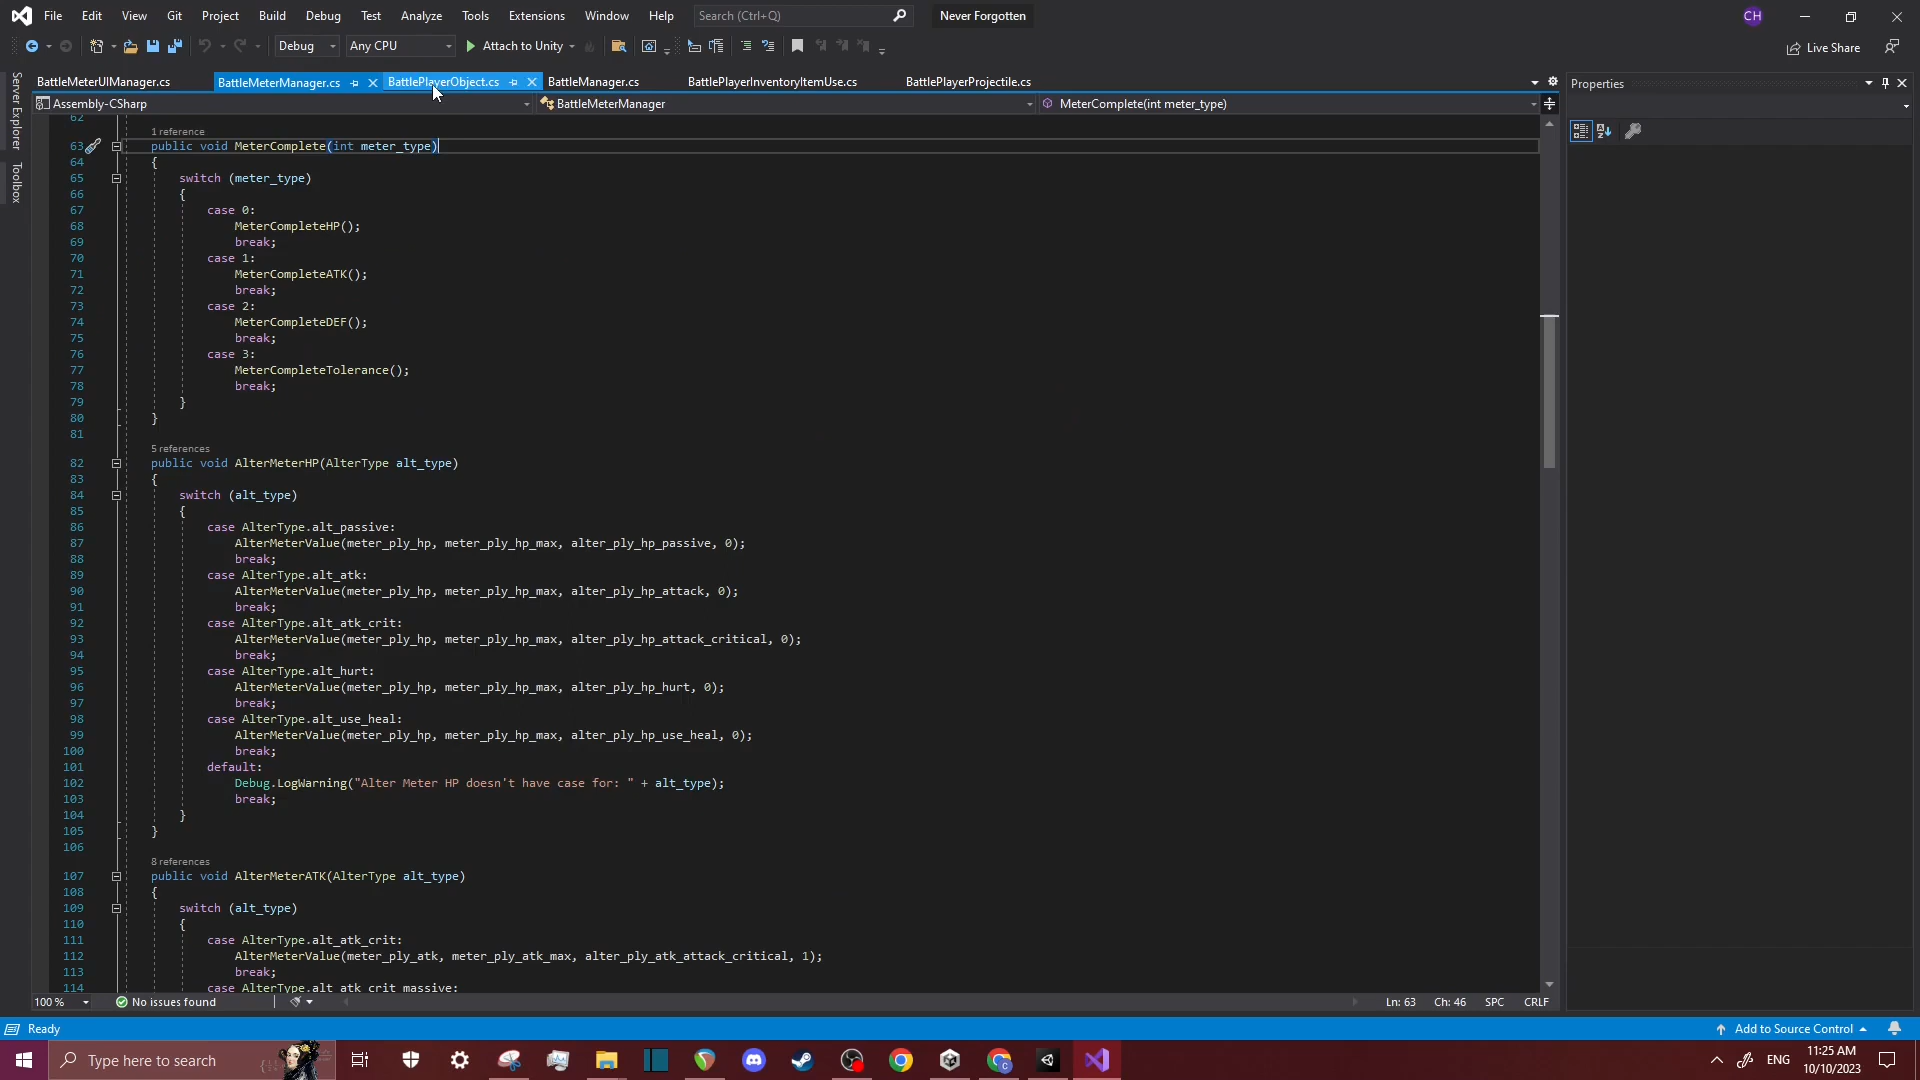 File Edit View Git Project Build Debug Test Analyze Tools Extensions Window Help Search (Ctrl+Q) Never Forgotten CH
Debug Any CPU Attach to Unity Live Share
BattleMeterUIManager.cs BattleMeterManager.cs BattlePlayerObject.cs BattleManager.cs BattlePlayerInventoryItemUse.cs BattlePlayerProjectile.cs Properties
Assembly-CSharp BattleMeterManager MeterComplete(int meter_type)
Server Explorer
Toolbox
62
1 reference
63 public void MeterComplete(int meter_type)
64 {
65 switch (meter_type)
66 {
67 case 0:
68 MeterCompleteHP();
69 break;
70 case 1:
71 MeterCompleteATK();
72 break;
73 case 2:
74 MeterCompleteDEF();
75 break;
76 case 3:
77 MeterCompleteTolerance();
78 break;
79 }
80 }
81
5 references
82 public void AlterMeterHP(AlterType alt_type)
83 {
84 switch (alt_type)
85 {
86 case AlterType.alt_passive:
87 AlterMeterValue(meter_ply_hp, meter_ply_hp_max, alter_ply_hp_passive, 0);
88 break;
89 case AlterType.alt_atk:
90 AlterMeterValue(meter_ply_hp, meter_ply_hp_max, alter_ply_hp_attack, 0);
91 break;
92 case AlterType.alt_atk_crit:
93 AlterMeterValue(meter_ply_hp, meter_ply_hp_max, alter_ply_hp_attack_critical, 0);
94 break;
95 case AlterType.alt_hurt:
96 AlterMeterValue(meter_ply_hp, meter_ply_hp_max, alter_ply_hp_hurt, 0);
97 break;
98 case AlterType.alt_use_heal:
99 AlterMeterValue(meter_ply_hp, meter_ply_hp_max, alter_ply_hp_use_heal, 0);
100 break;
101 default:
102 Debug.LogWarning("Alter Meter HP doesn't have case for: " + alt_type);
103 break;
104 }
105 }
106
8 references
107 public void AlterMeterATK(AlterType alt_type)
108 {
109 switch (alt_type)
110 {
111 case AlterType.alt_atk_crit:
112 AlterMeterValue(meter_ply_atk, meter_ply_atk_max, alter_ply_atk_attack_critical, 1);
113 break;
114 case AlterType.alt_atk_crit_massive:
100 % No issues found Ln: 63 Ch: 46 SPC CRLF
Ready Add to Source Control
Type here to search ENG 11:25 AM
10/10/2023